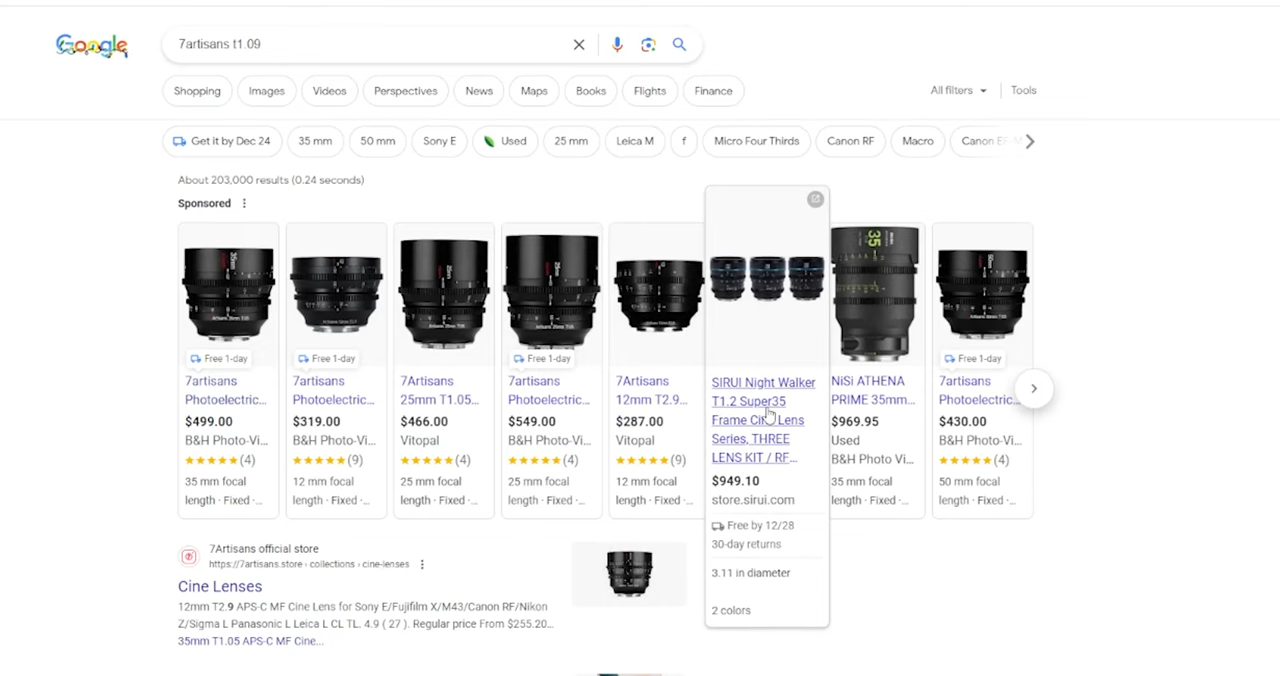 Google
7artisans t1.09
Shopping
Images
Videos
Perspectives
News
Maps
Books
Flights
Finance
All filters
Tools
Get it by Dec 24
35 mm
50 mm
Sony E
Used
25 mm
Leica M
f
Micro Four Thirds
Canon RF
Macro
Canon EF-M
About 203,000 results (0.24 seconds)
Sponsored
Free 1-day
7artisans
Photoelectric...
$499.00
B&H Photo-Vi...
(4)
35 mm focal
length · Fixed · ...
Free 1-day
7artisans
Photoelectric...
$319.00
B&H Photo-Vi...
(9)
12 mm focal
length · Fixed · ...
7Artisans
25mm T1.05...
$466.00
Vitopal
(4)
25 mm focal
length · Fixed · ...
Free 1-day
7artisans
Photoelectric...
$549.00
B&H Photo-Vi...
(4)
25 mm focal
length · Fixed · ...
7Artisans
12mm T2.9...
$287.00
Vitopal
(9)
12 mm focal
length · Fixed · ...
SIRUI Night Walker
T1.2 Super35
Frame Cine Lens
Series, THREE
LENS KIT / RF...
$949.10
store.sirui.com
Free by 12/28
30-day returns
3.11 in diameter
2 colors
35
NiSi ATHENA
PRIME 35mm...
$969.95
Used
B&H Photo Vi...
35 mm focal
length · Fixed · ...
Free 1-day
7artisans
Photoelectric...
$430.00
B&H Photo-Vi...
(4)
50 mm focal
length · Fixed · ...
7Artisans official store
https://7artisans.store › collections › cine-lenses
Cine Lenses
12mm T2.9 APS-C MF Cine Lens for Sony E/Fujifilm X/M43/Canon RF/Nikon
Z/Sigma L Panasonic L Leica L CL TL. 4.9 ( 27 ). Regular price From $255.20...
35mm T1.05 APS-C MF Cine...